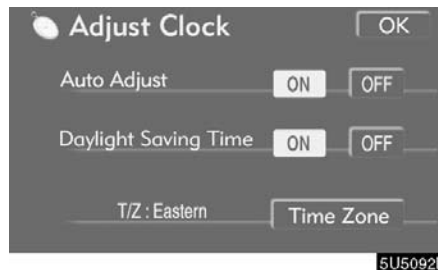 Adjust Clock OK
Auto Adjust ON OFF
Daylight Saving Time ON OFF
T/Z : Eastern Time Zone
5U5092